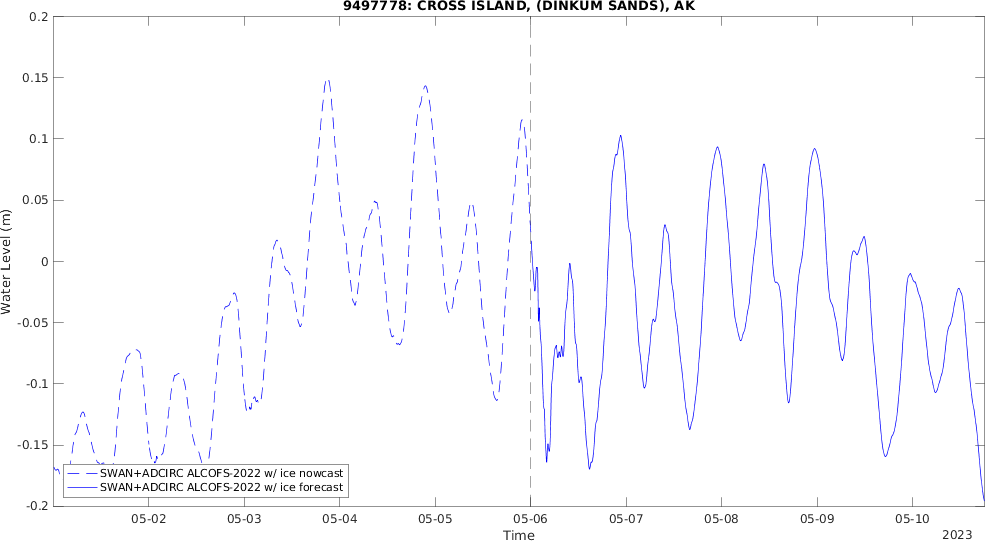 9497778: CROSS ISLAND, (DINKUM SANDS), AK
0.2
0.15
0.1
0.05
0
-0.05
-0.1
-0.15
-0.2
Water Level (m)
SWAN+ADCIRC ALCOFS-2022 w/ ice nowcast
SWAN+ADCIRC ALCOFS-2022 w/ ice forecast
05-02 05-03 05-04 05-05 05-06 05-07 05-08 05-09 05-10
Time
2023